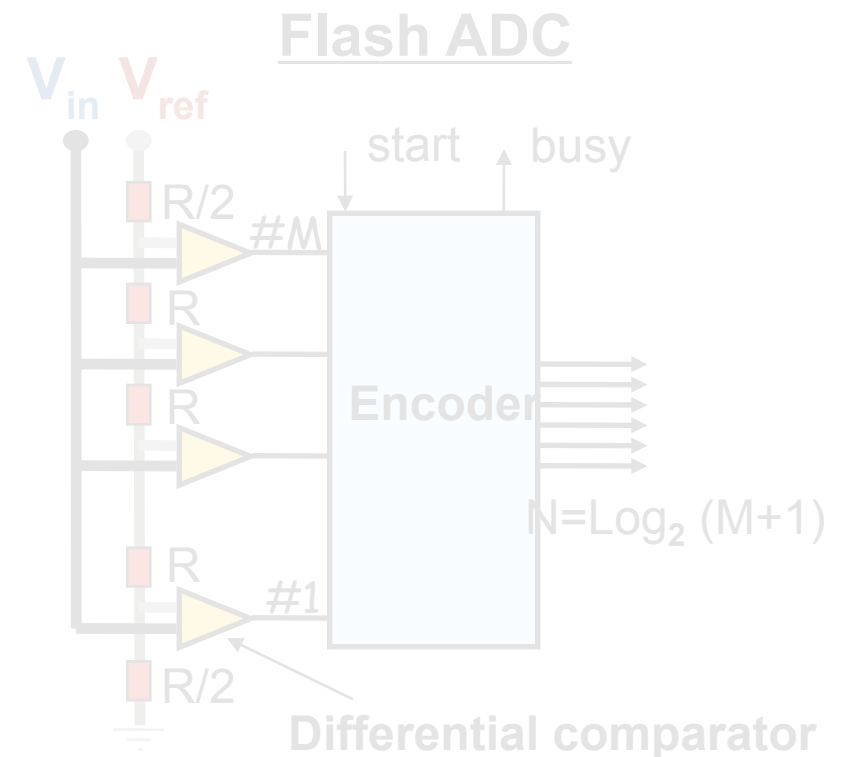 Flash ADC
Vin Vref
start busy
R/2
#M
R
R
Encoder
N=Log2 (M+1)
R
#1
R/2
Differential comparator